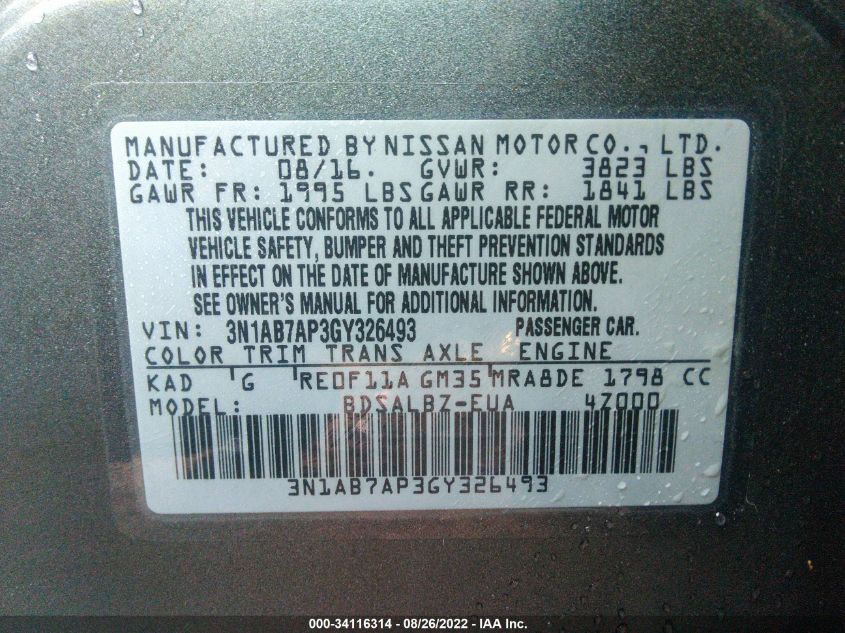 MANUFACTURED BY NISSAN MOTOR CO., LTD.
DATE: 08/16. GVWR: 3823 LBS
GAWR FR: 1995 LBS GAWR RR: 1841 LBS
THIS VEHICLE CONFORMS TO ALL APPLICABLE FEDERAL MOTOR
VEHICLE SAFETY, BUMPER AND THEFT PREVENTION STANDARDS
IN EFFECT ON THE DATE OF MANUFACTURE SHOWN ABOVE.
SEE OWNER'S MANUAL FOR ADDITIONAL INFORMATION.
VIN: 3N1AB7AP3GY326493 PASSENGER CAR.
COLOR TRIM TRANS AXLE ENGINE
KAD G RE0F11A GM35 MRA8DE 1798 CC
MODEL: BDSALBZ-EUA 4Z000
3N1AB7AP3GY326493
000-34116314 - 08/26/2022 - IAA Inc.